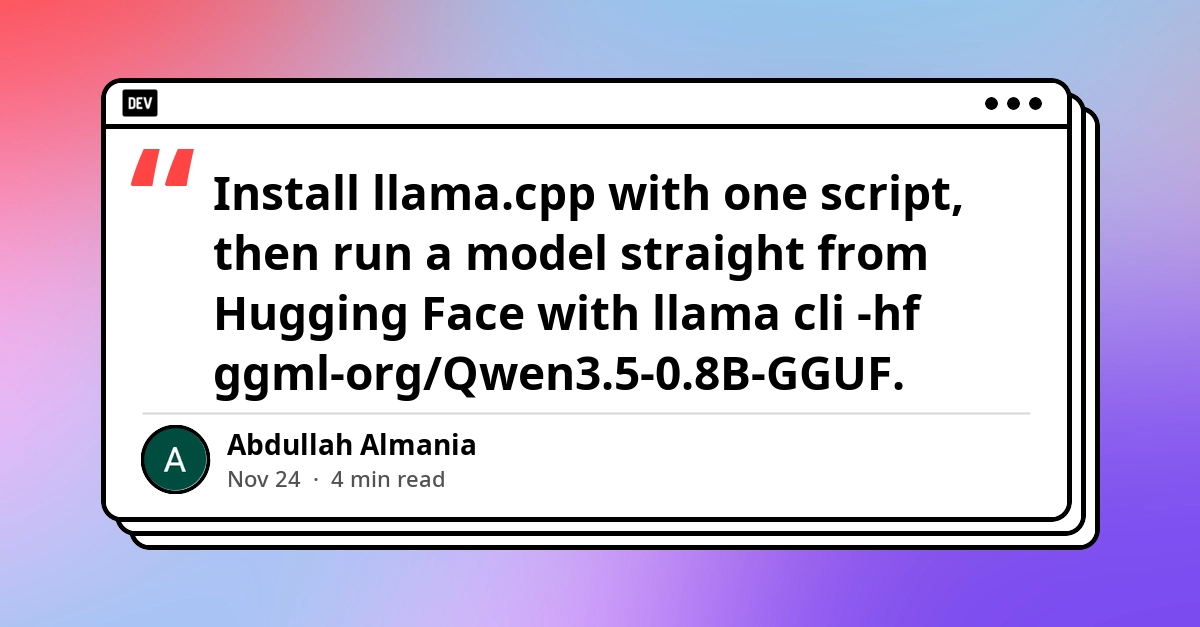 DEV
“
Install llama.cpp with one script,
then run a model straight from
Hugging Face with llama cli -hf
ggml-org/Qwen3.5-0.8B-GGUF.
A
Abdullah Almania
Nov 24 · 4 min read